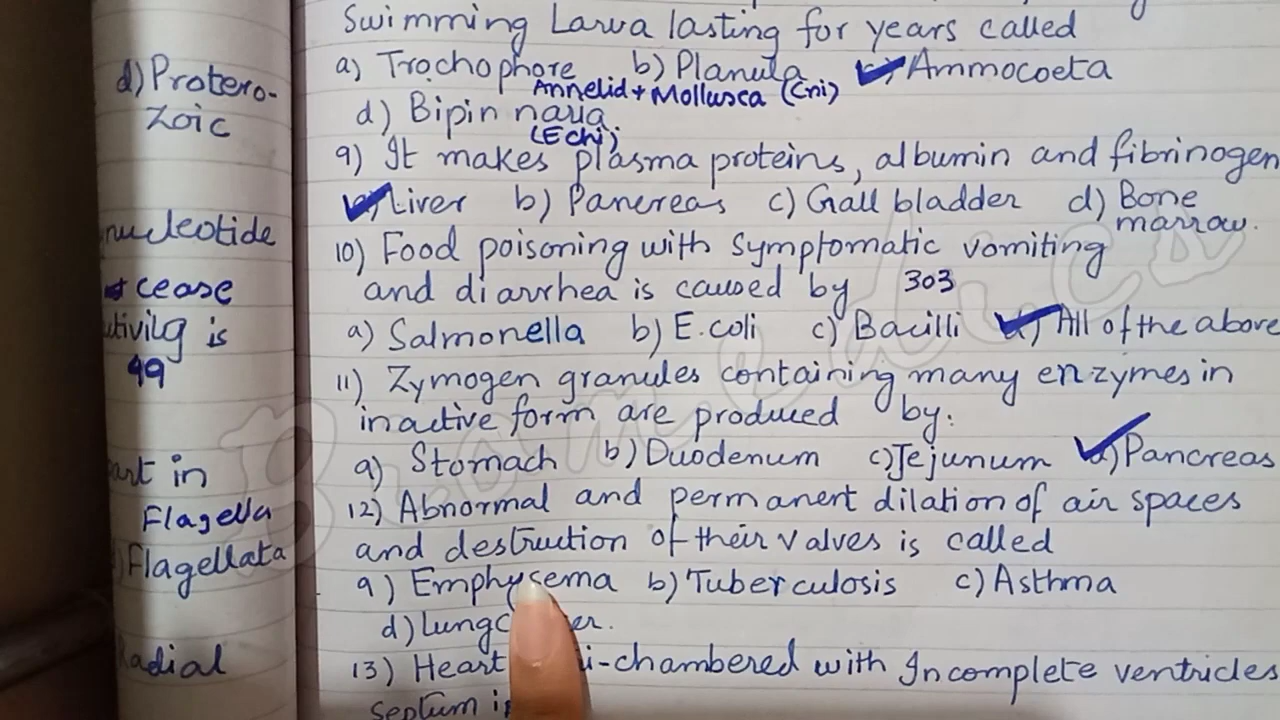 d) Protero-
zoic
nucleotide
cease
is
49
in
Flagella
Flagellata
Radial
Swimming Larva lasting for years called
a) Trochophore b) Planula c) Ammocoeta
Annelid + Mollusca (Cni)
d) Bipin naria
(Echi)
9) It makes plasma proteins, albumin and fibrinogen
a) Liver b) Pancreas c) Gall bladder d) Bone
marrow.
10) Food poisoning with symptomatic vomiting
and diarrhea is caused by 303
a) Salmonella b) E.coli c) Bacilli d) All of the above
11) Zymogen granules containing many enzymes in
inactive form are produced by:
a) Stomach b) Duodenum c) Jejunum d) Pancreas
12) Abnormal and permanent dilation of air spaces
and destruction of their valves is called
a) Emphysema b) Tuberculosis c) Asthma
d) Lung
13) Heart -chambered with Incomplete ventricles
septum